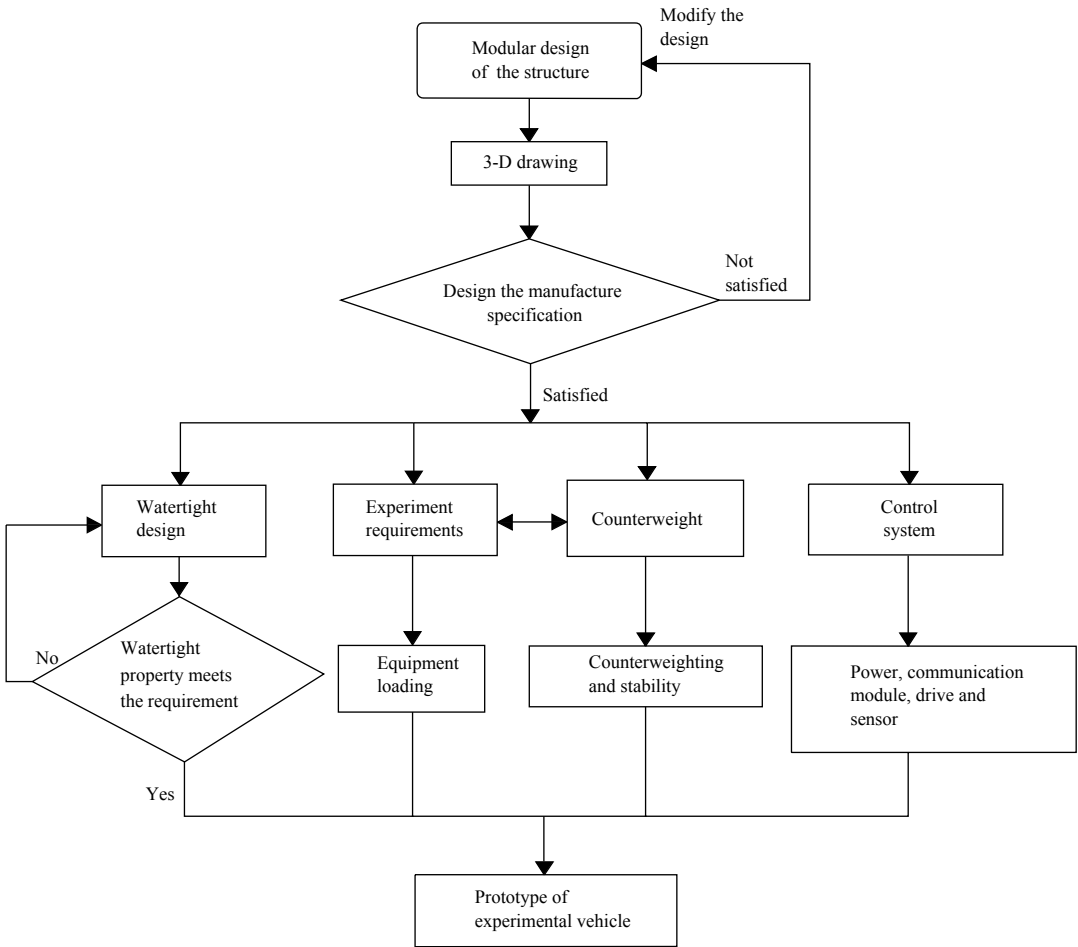 Modify the
design
Modular design
of the structure
3-D drawing
Not
satisfied
Design the manufacture
specification
Satisfied
Watertight
design
Experiment
requirements
Counterweight
Control
system
No
Watertight
property meets
the requirement
Equipment
loading
Counterweighting
and stability
Power, communication
module, drive and
sensor
Yes
Prototype of
experimental vehicle